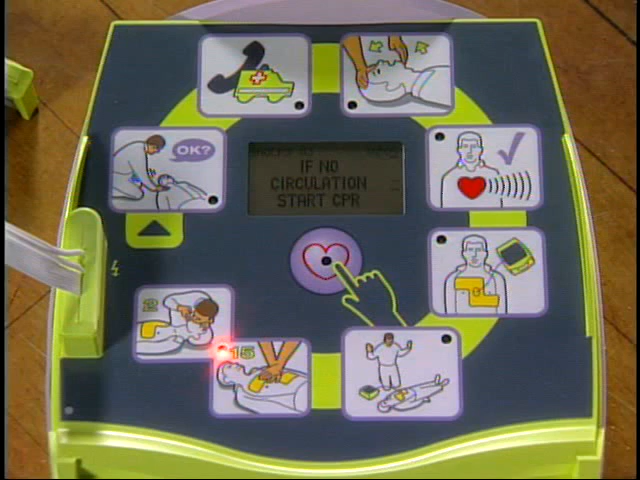 OK?
IF NO
CIRCULATION
START CPR
2
15